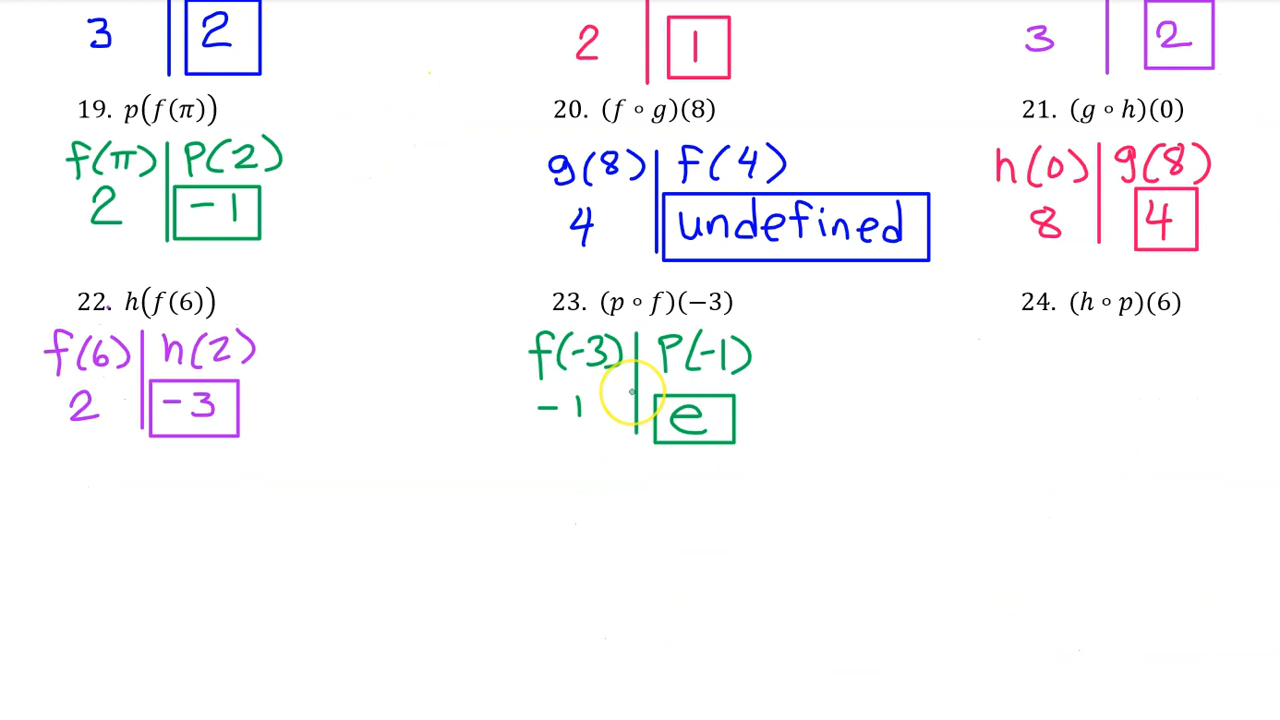 3 | 2
2 | 1
3 | 2
19. p(f(π))
f(π) | P(2)
2 | -1
20. (f ∘ g)(8)
g(8) | f(4)
4 | undefined
21. (g ∘ h)(0)
h(0) | g(8)
8 | 4
22. h(f(6))
f(6) | h(2)
2 | -3
23. (p ∘ f)(−3)
f(-3) | P(-1)
-1 | e
24. (h ∘ p)(6)